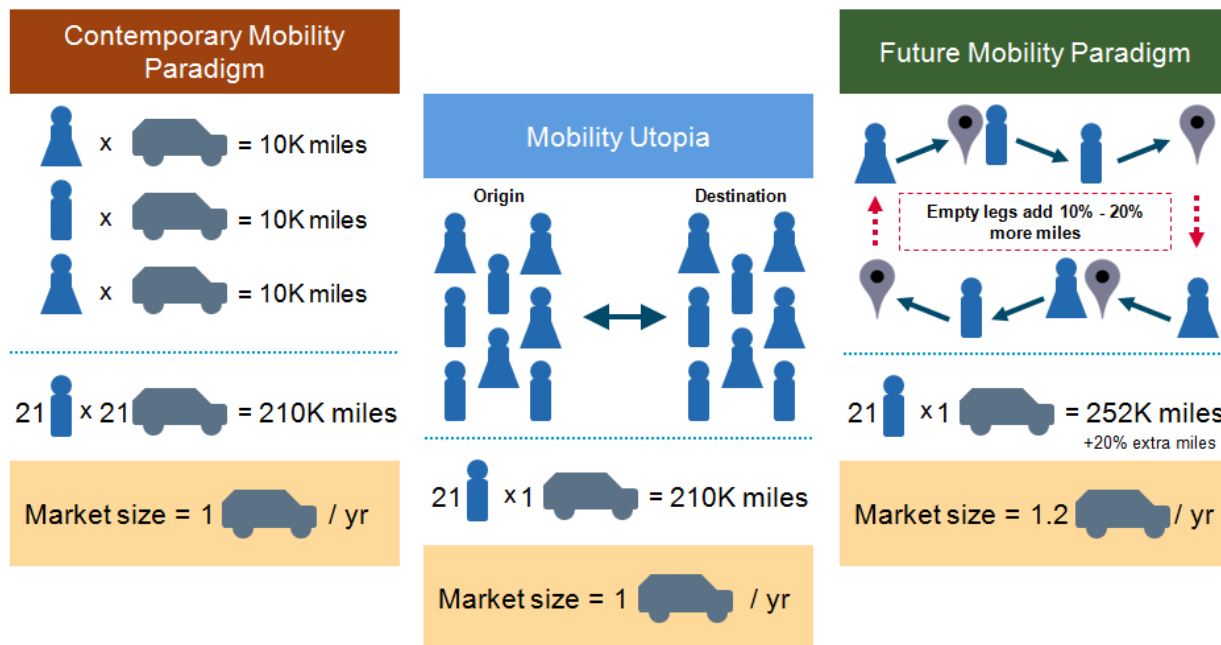 Contemporary Mobility
Paradigm
x = 10K miles
x = 10K miles
x = 10K miles
21 x 21 = 210K miles
Market size = 1 / yr
Mobility Utopia
Origin Destination
21 x 1 = 210K miles
Market size = 1 / yr
Future Mobility Paradigm
Empty legs add 10% - 20%
more miles
21 x 1 = 252K miles
+20% extra miles
Market size = 1.2 / yr